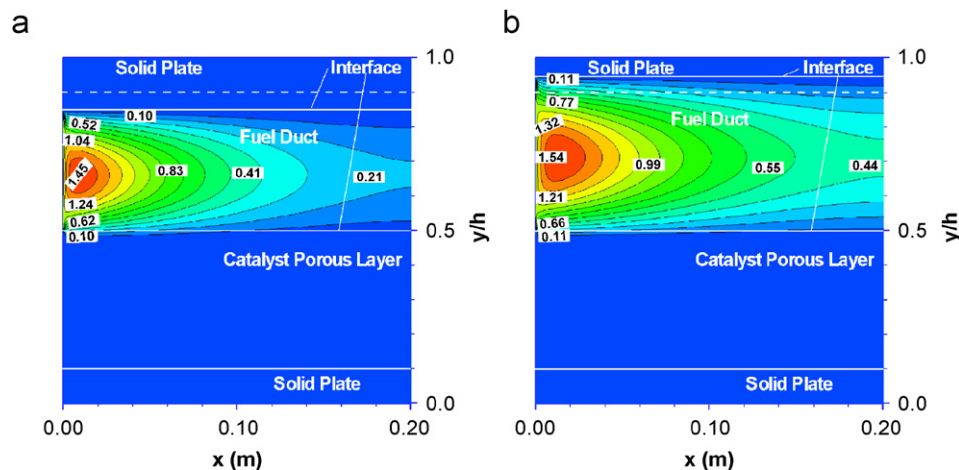 a
Solid Plate
Interface
0.10
0.52
Fuel Duct
1.04
1.45
0.83
0.41
0.21
1.24
0.62
0.10
Catalyst Porous Layer
Solid Plate
1.0
0.5
0.0
y/h
0.00
0.10
0.20
x (m)
b
0.11
Solid Plate
Interface
0.77
Fuel Duct
1.32
1.54
0.99
0.55
0.44
1.21
0.66
0.11
Catalyst Porous Layer
Solid Plate
1.0
0.5
0.0
y/h
0.00
0.10
0.20
x (m)